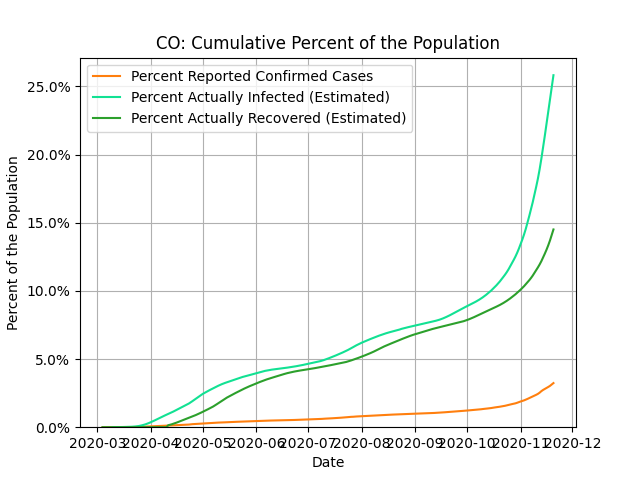 CO: Cumulative Percent of the Population
Percent Reported Confirmed Cases
Percent Actually Infected (Estimated)
Percent Actually Recovered (Estimated)
Percent of the Population
25.0%
20.0%
15.0%
10.0%
5.0%
0.0%
2020-03 2020-04 2020-05 2020-06 2020-07 2020-08 2020-09 2020-10 2020-11 2020-12
Date